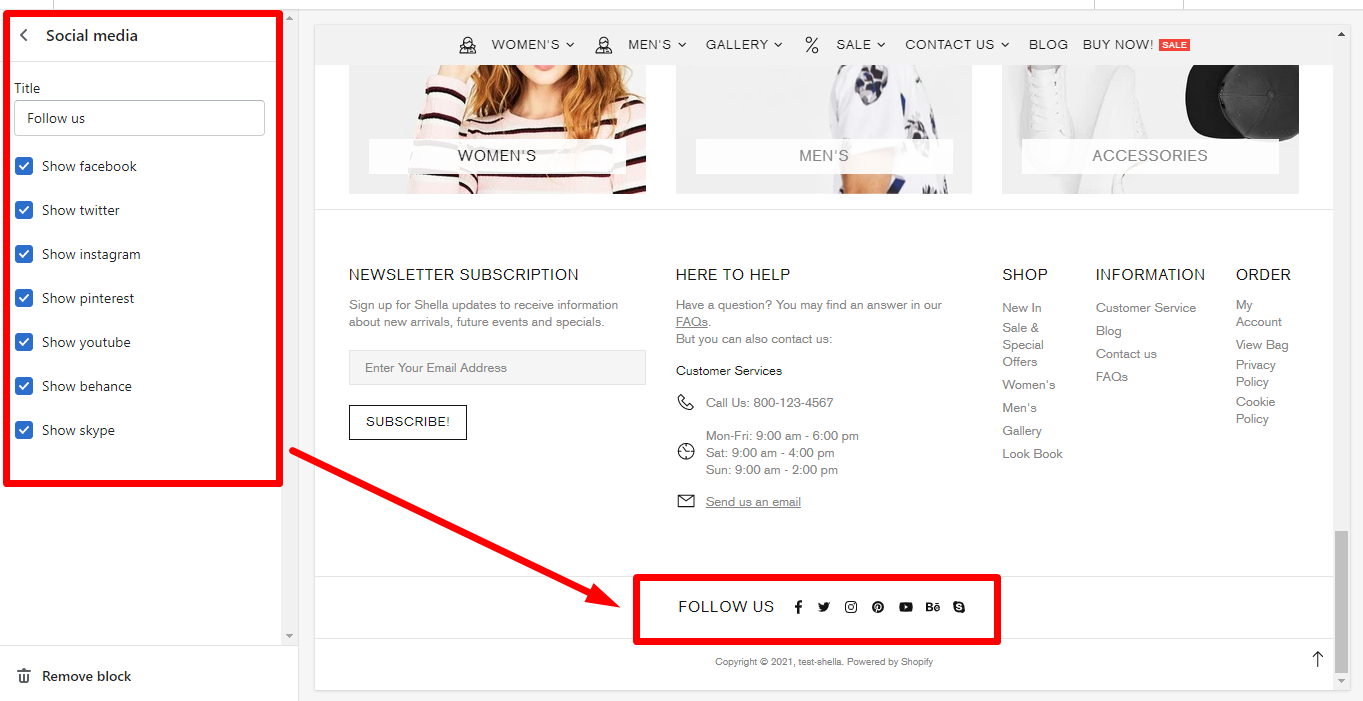 Social media
Title
Follow us
Show facebook
Show twitter
Show instagram
Show pinterest
Show youtube
Show behance
Show skype
Remove block
WOMEN'S MEN'S GALLERY SALE CONTACT US BLOG BUY NOW! SALE
WOMEN'S
MEN'S
ACCESSORIES
NEWSLETTER SUBSCRIPTION
Sign up for Shella updates to receive information
about new arrivals, future events and specials.
Enter Your Email Address
SUBSCRIBE!
HERE TO HELP
Have a question? You may find an answer in our
FAQs.
But you can also contact us:
Customer Services
Call Us: 800-123-4567
Mon-Fri: 9:00 am - 6:00 pm
Sat: 9:00 am - 4:00 pm
Sun: 9:00 am - 2:00 pm
Send us an email
SHOP
New In
Sale &
Special
Offers
Women's
Men's
Gallery
Look Book
INFORMATION
Customer Service
Blog
Contact us
FAQs
ORDER
My
Account
View Bag
Privacy
Policy
Cookie
Policy
FOLLOW US
Copyright © 2021, test-shella. Powered by Shopify